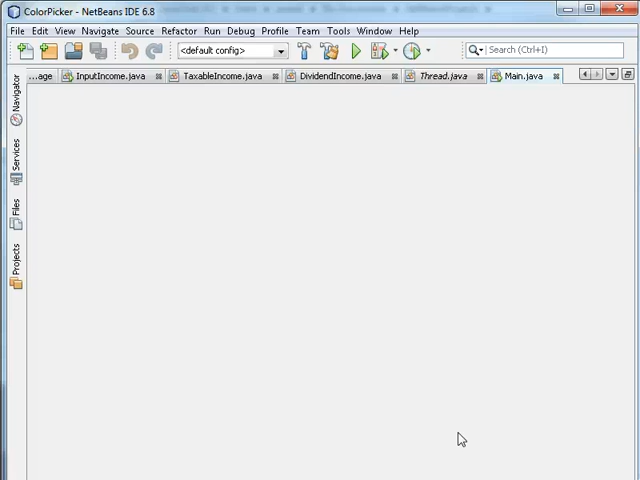 ColorPicker - NetBeans IDE 6.8
File Edit View Navigate Source Refactor Run Debug Profile Team Tools Window Help
<default config> Search (Ctrl+I)
...age InputIncome.java TaxableIncome.java DividendIncome.java Thread.java Main.java
Navigator
Services
Files
Projects